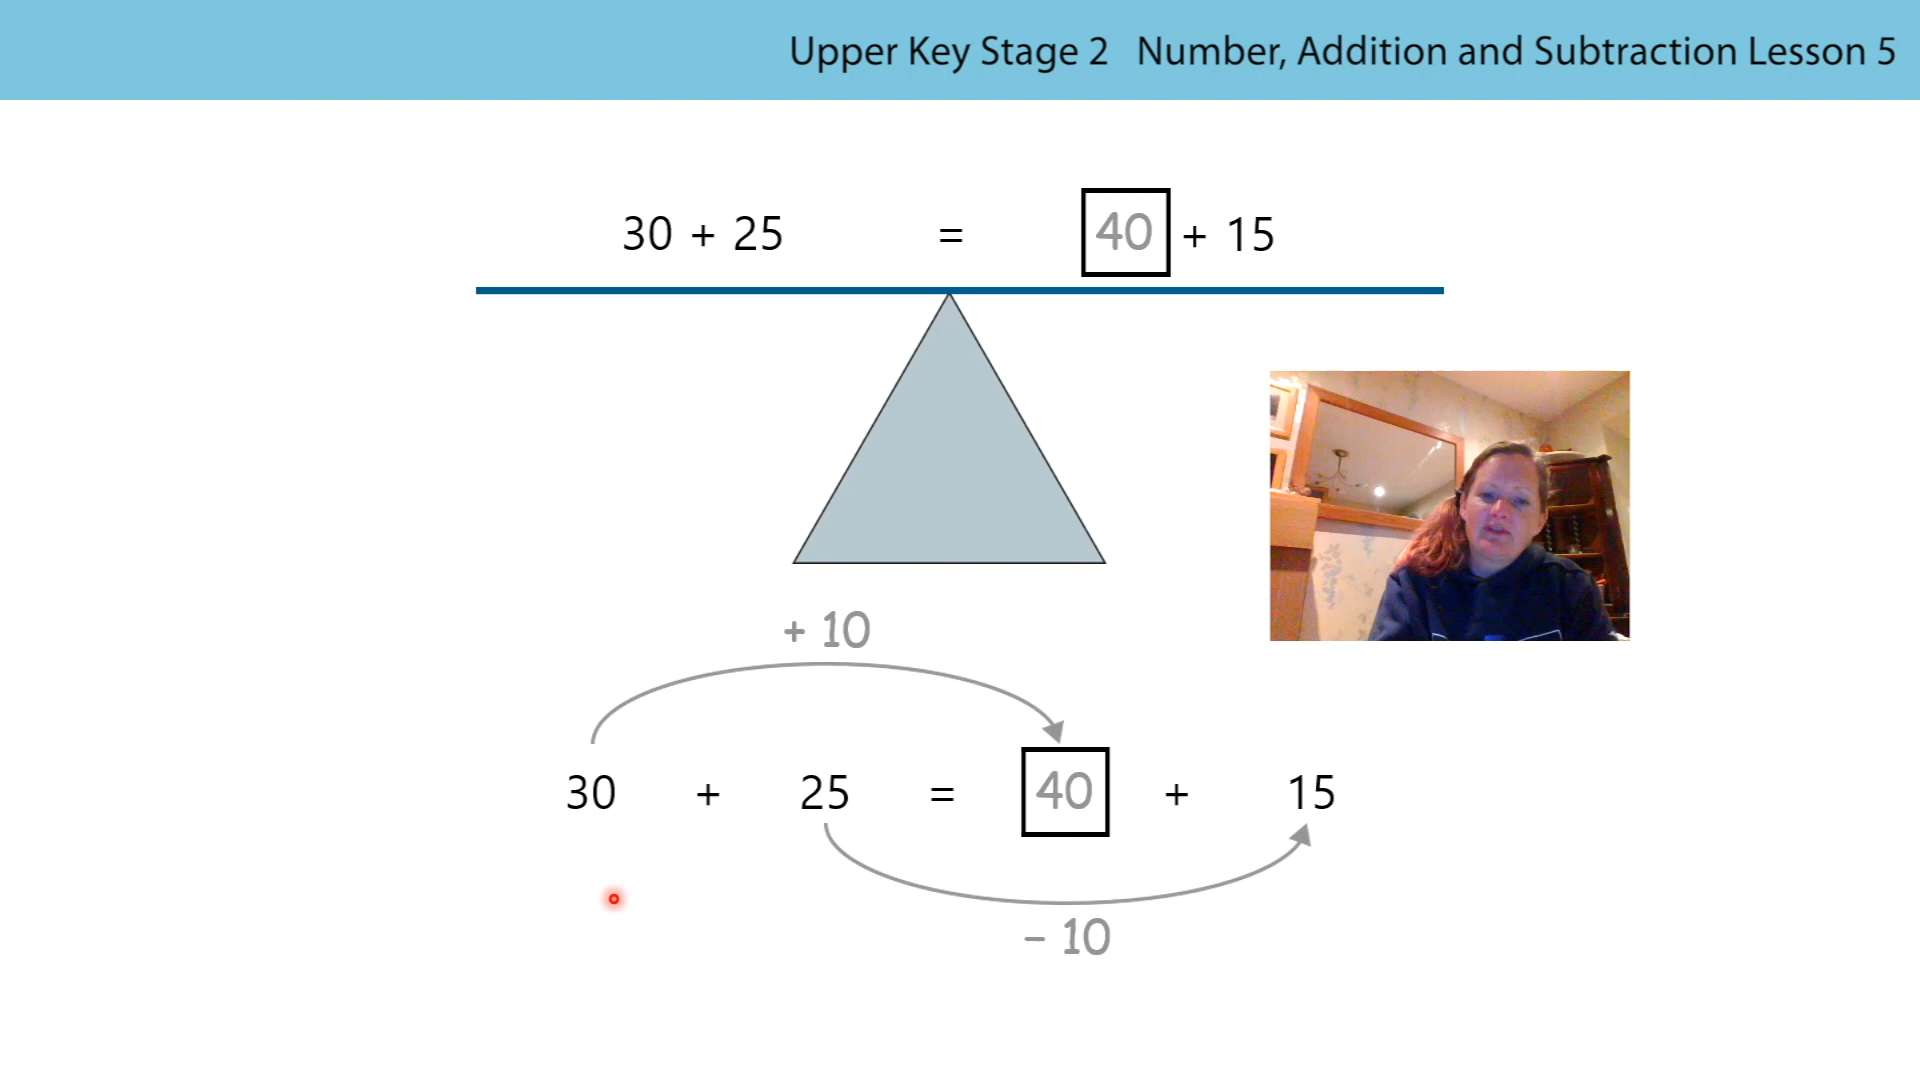 Upper Key Stage 2 Number, Addition and Subtraction Lesson 5
30 + 25 = 40 + 15
+ 10
30 + 25 = 40 + 15
– 10